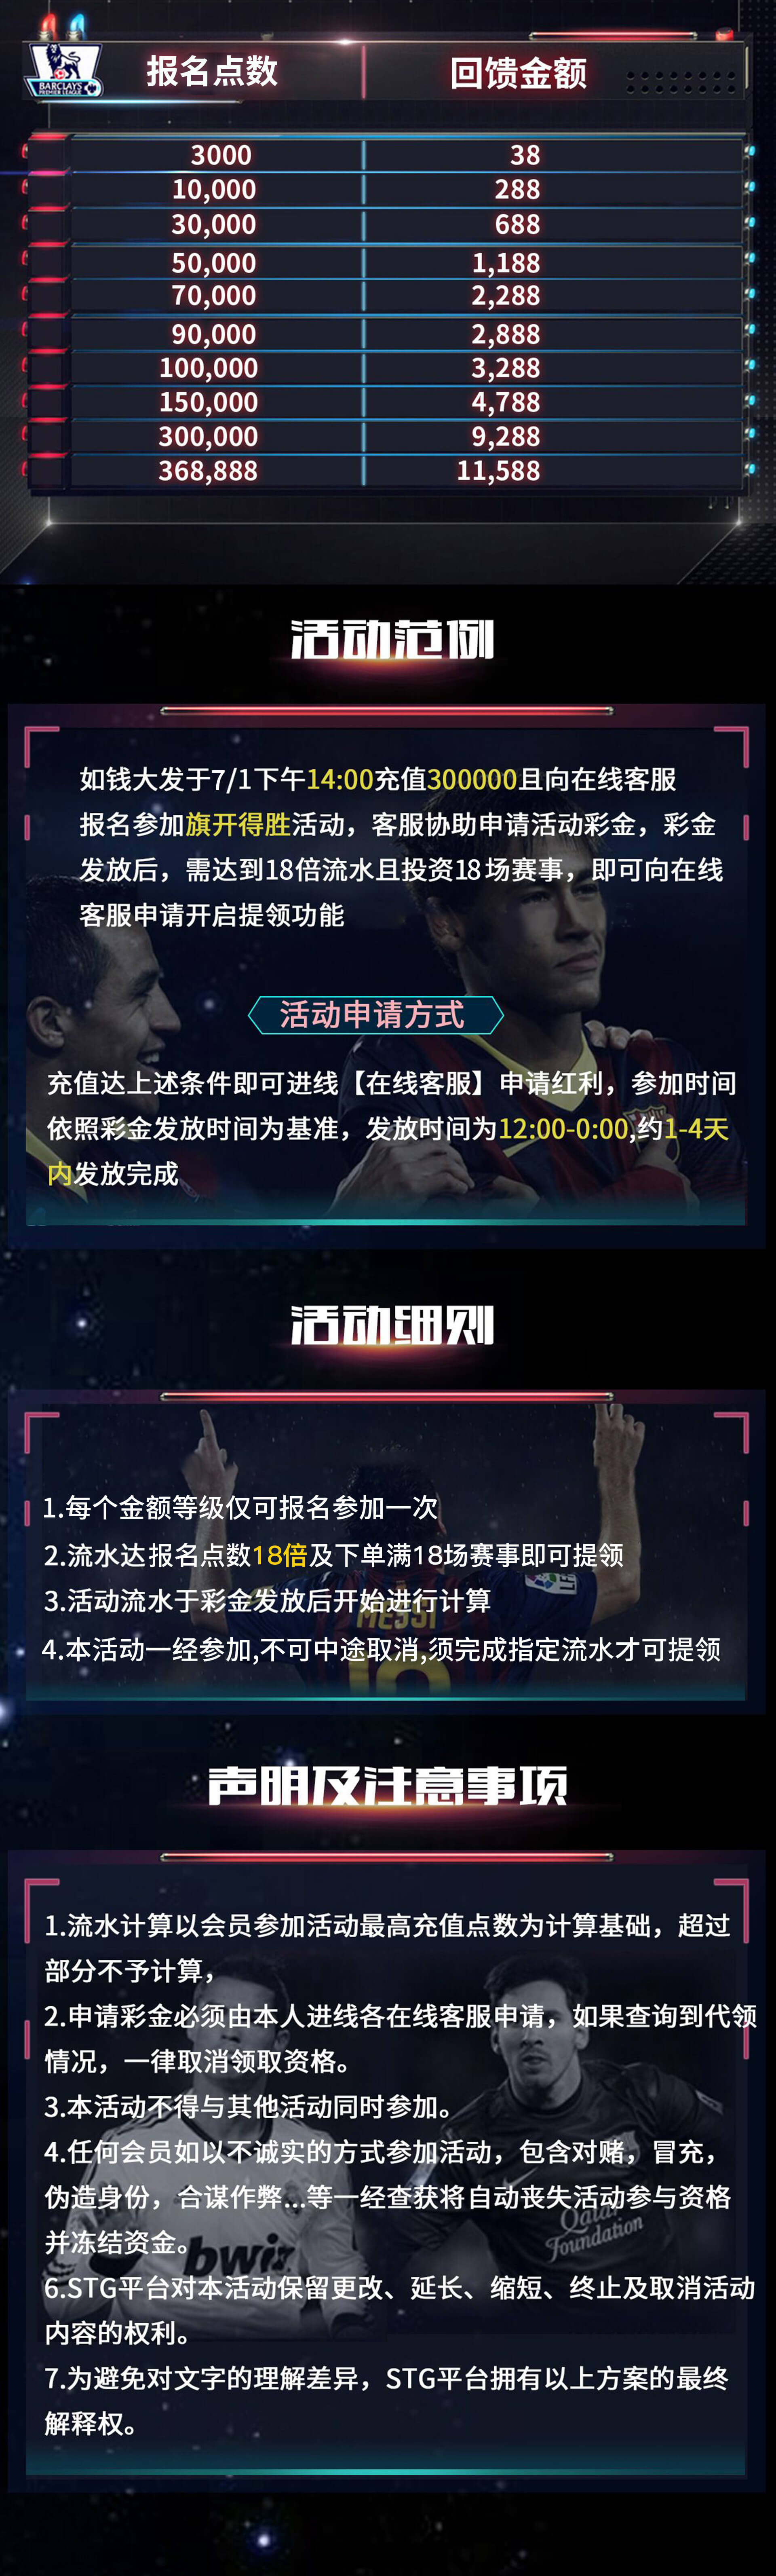 BARCLAYS
PREMIER LEAGUE
报名点数 回馈金额
3000 38
10,000 288
30,000 688
50,000 1,188
70,000 2,288
90,000 2,888
100,000 3,288
150,000 4,788
300,000 9,288
368,888 11,588
活动范例
如钱大发于7/1下午14:00充值300000且向在线客服
报名参加旗开得胜活动，客服协助申请活动彩金，彩金
发放后，需达到18倍流水且投资18场赛事，即可向在线
客服申请开启提领功能
活动申请方式
充值达上述条件即可进线【在线客服】申请红利，参加时间
依照彩金发放时间为基准，发放时间为12:00-0:00,约1-4天
内发放完成
活动细则
1.每个金额等级仅可报名参加一次
2.流水达报名点数18倍及下单满18场赛事即可提领
3.活动流水于彩金发放后开始进行计算
MESSI
10
4.本活动一经参加,不可中途取消,须完成指定流水才可提领
声明及注意事项
1.流水计算以会员参加活动最高充值点数为计算基础，超过
部分不予计算，
2.申请彩金必须由本人进线各在线客服申请，如果查询到代领
情况，一律取消领取资格。
3.本活动不得与其他活动同时参加。
4.任何会员如以不诚实的方式参加活动，包含对赌，冒充，
伪造身份，合谋作弊...等一经查获将自动丧失活动参与资格
并冻结资金。
bwin
Qatar
Foundation
6.STG平台对本活动保留更改、延长、缩短、终止及取消活动
内容的权利。
7.为避免对文字的理解差异，STG平台拥有以上方案的最终
解释权。